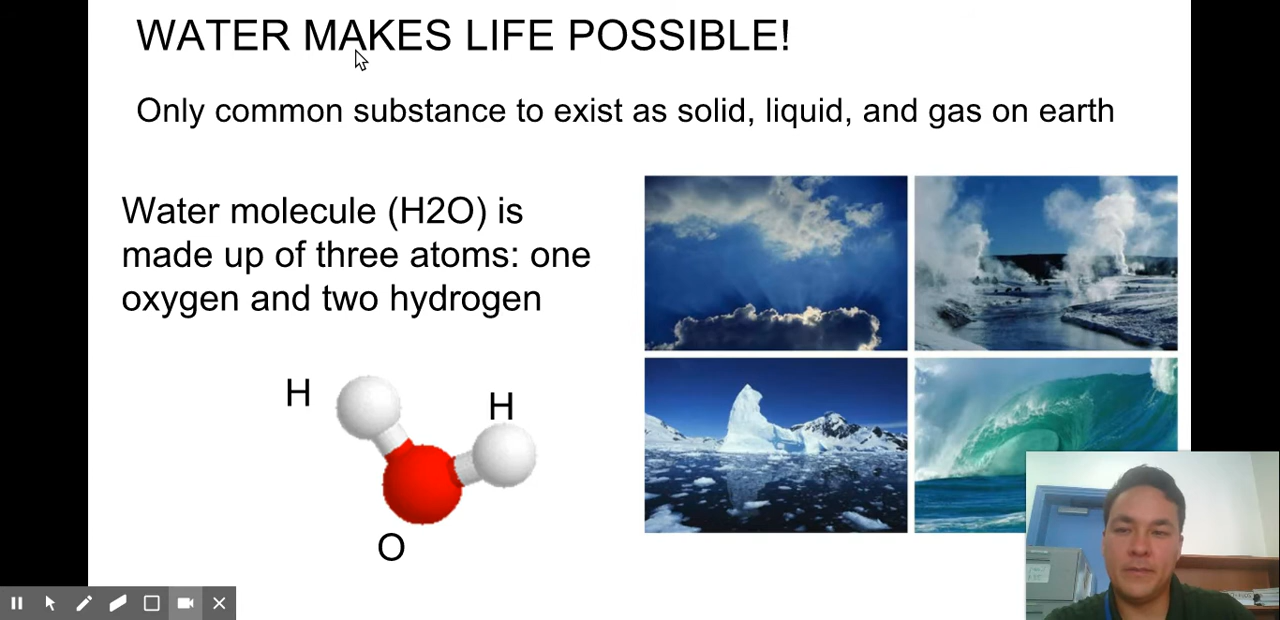 WATER MAKES LIFE POSSIBLE!
Only common substance to exist as solid, liquid, and gas on earth
Water molecule (H2O) is
made up of three atoms: one
oxygen and two hydrogen
H
H
O